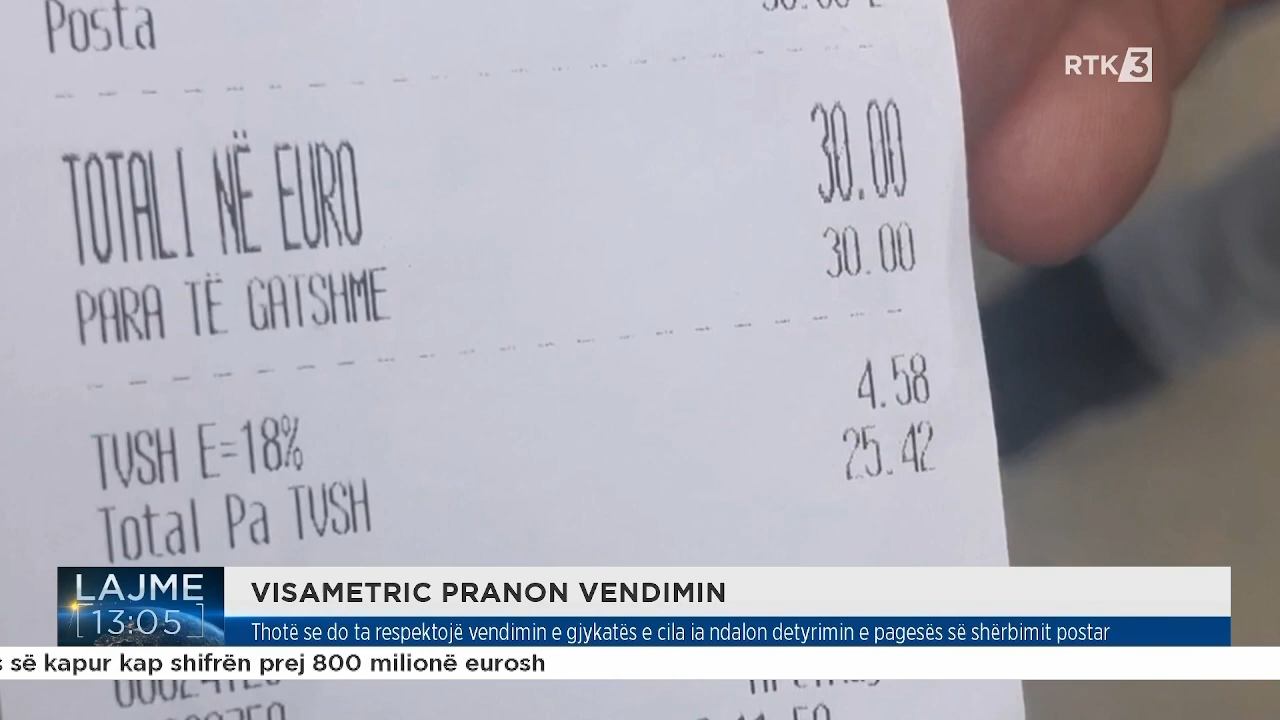 Posta
RTK 3
TOTALI NË EURO 30.00
PARA TË GATSHME 30.00
TVSH E=18% 4.58
Total Pa TVSH 25.42
LAJME
13:05
VISAMETRIC PRANON VENDIMIN
Thotë se do ta respektojë vendimin e gjykatës e cila ia ndalon detyrimin e pagesës së shërbimit postar
së kapur kap shifrën prej 800 milionë eurosh